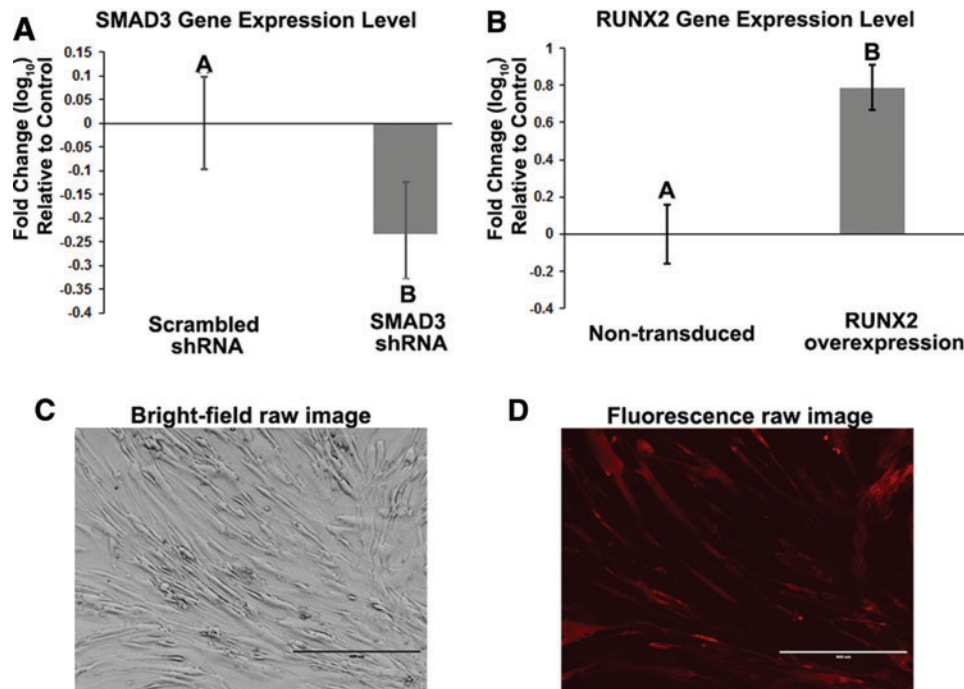 A
SMAD3 Gene Expression Level
Fold Change (log10)
Relative to Control
0.15
0.1
0.05
0
-0.05
-0.1
-0.15
-0.2
-0.25
-0.3
-0.35
-0.4
A
B
Scrambled
shRNA
SMAD3
shRNA
B
RUNX2 Gene Expression Level
Fold Chnage (log10)
Relative to Control
1
0.8
0.6
0.4
0.2
0
-0.2
-0.4
A
B
Non-transduced
RUNX2
overexpression
C
Bright-field raw image
D
Fluorescence raw image